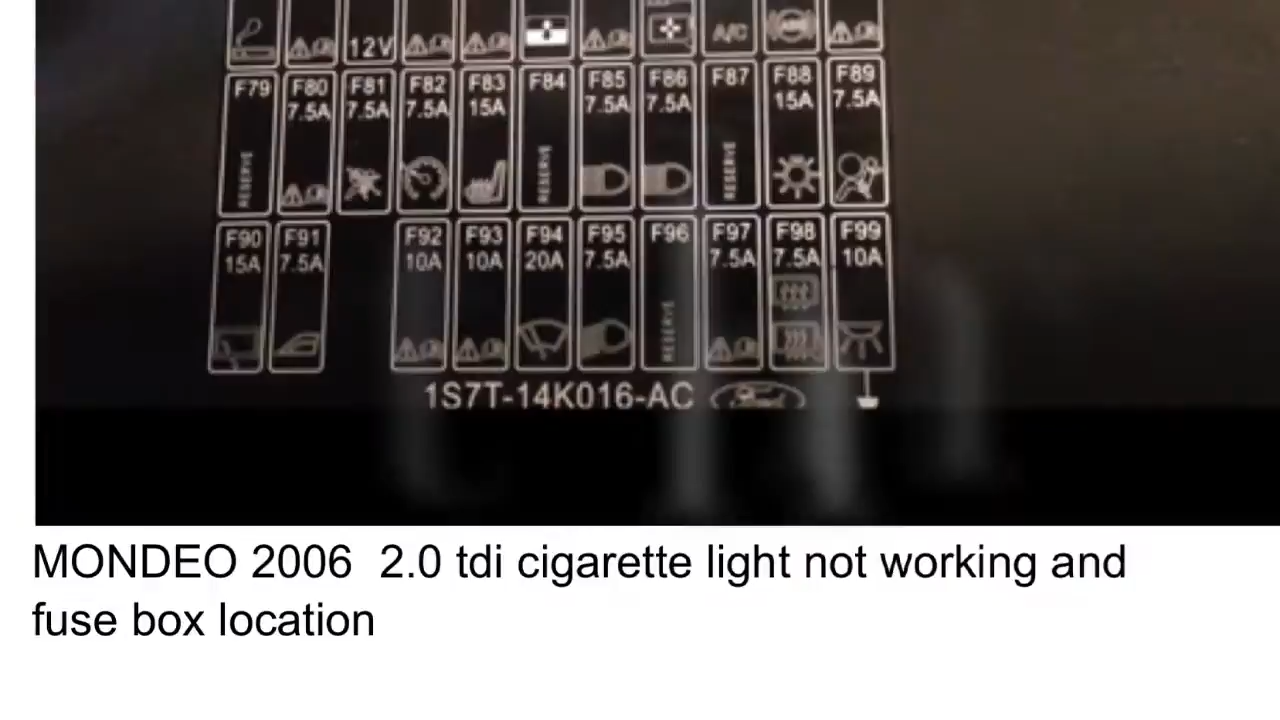 12V A/C ABS
F79 F80 F81 F82 F83 F84 F85 F86 F87 F88 F89
7.5A 7.5A 7.5A 15A 7.5A 7.5A 15A 7.5A
RESERVE RESERVE RESERVE
F90 F91 F92 F93 F94 F95 F96 F97 F98 F99
15A 7.5A 10A 10A 20A 7.5A 7.5A 7.5A 10A
RESERVE
1S7T-14K016-AC Ford
MONDEO 2006 2.0 tdi cigarette light not working and
fuse box location